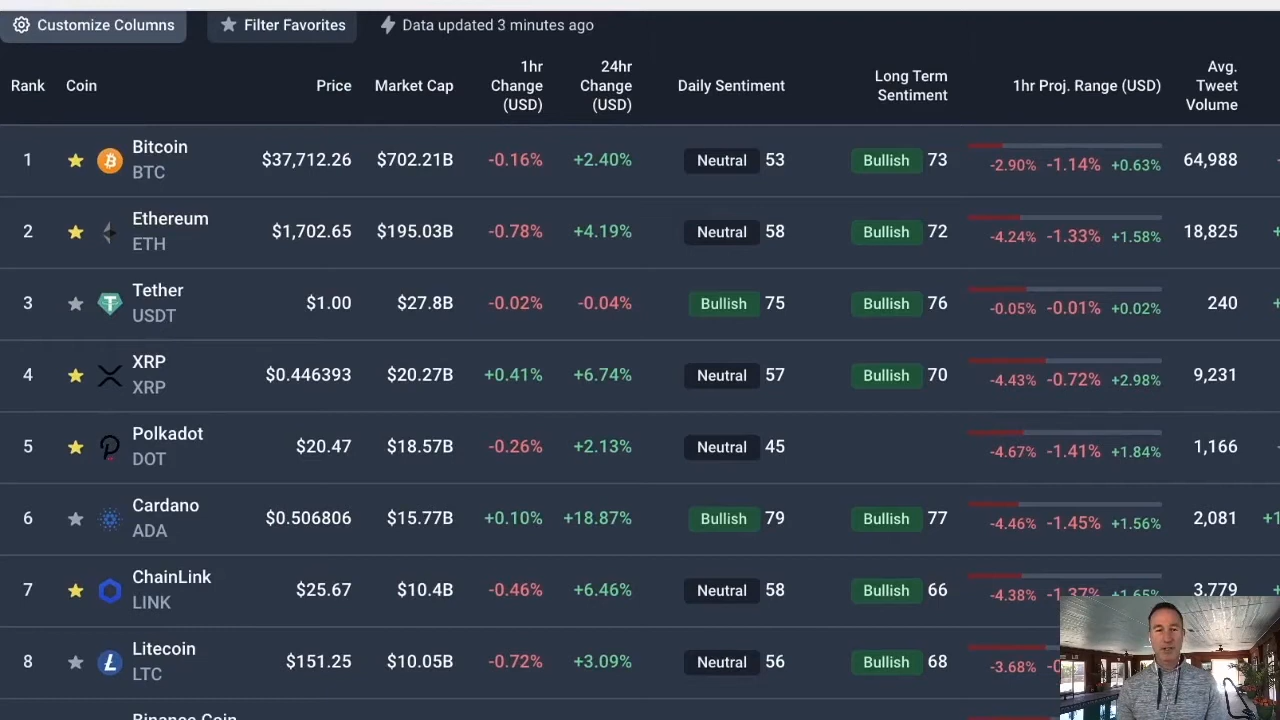 Customize Columns Filter Favorites Data updated 3 minutes ago
Rank Coin Price Market Cap 1hr Change (USD) 24hr Change (USD) Daily Sentiment Long Term Sentiment 1hr Proj. Range (USD) Avg. Tweet Volume
1 Bitcoin BTC $37,712.26 $702.21B -0.16% +2.40% Neutral 53 Bullish 73 -2.90% -1.14% +0.63% 64,988
2 Ethereum ETH $1,702.65 $195.03B -0.78% +4.19% Neutral 58 Bullish 72 -4.24% -1.33% +1.58% 18,825
3 Tether USDT $1.00 $27.8B -0.02% -0.04% Bullish 75 Bullish 76 -0.05% -0.01% +0.02% 240
4 XRP XRP $0.446393 $20.27B +0.41% +6.74% Neutral 57 Bullish 70 -4.43% -0.72% +2.98% 9,231
5 Polkadot DOT $20.47 $18.57B -0.26% +2.13% Neutral 45 -4.67% -1.41% +1.84% 1,166
6 Cardano ADA $0.506806 $15.77B +0.10% +18.87% Bullish 79 Bullish 77 -4.46% -1.45% +1.56% 2,081
7 ChainLink LINK $25.67 $10.4B -0.46% +6.46% Neutral 58 Bullish 66 -4.38% -1.37% +1.65% 3,779
8 Litecoin LTC $151.25 $10.05B -0.72% +3.09% Neutral 56 Bullish 68 -3.68%
Binance Coin